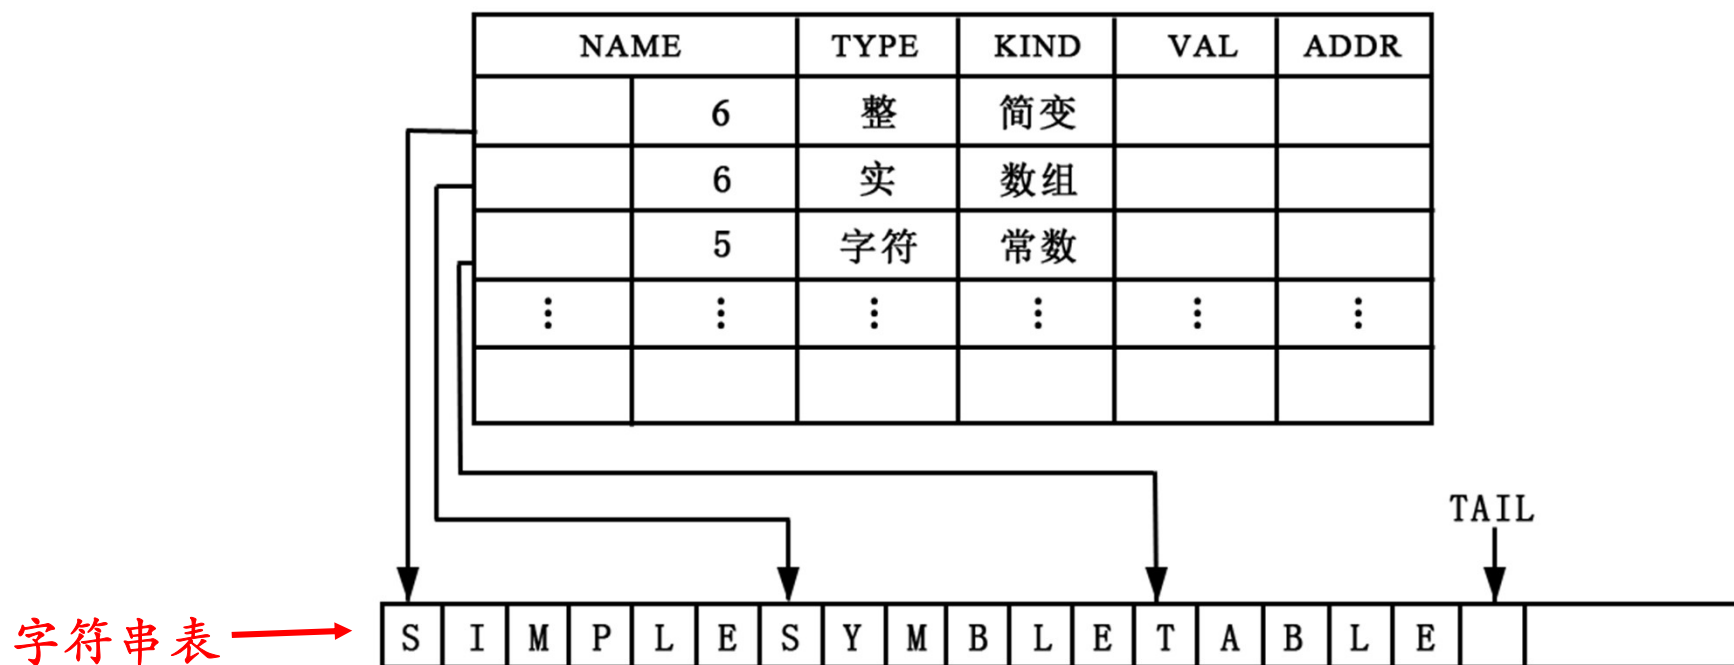 NAME TYPE KIND VAL ADDR
6 整 简变
6 实 数组
5 字符 常数
⋮ ⋮ ⋮ ⋮ ⋮ ⋮
TAIL
字符串表 S I M P L E S Y M B L E T A B L E